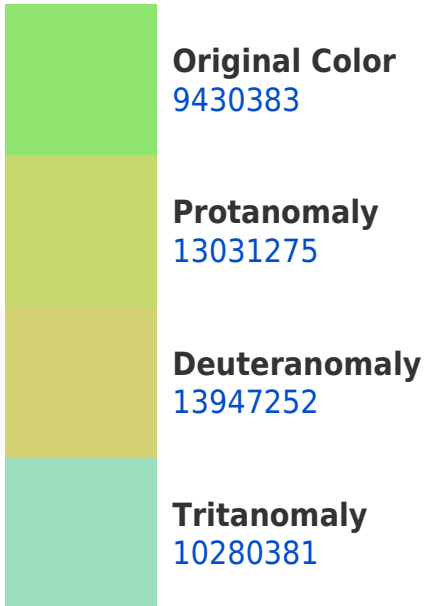 Original Color
9430383
Protanomaly
13031275
Deuteranomaly
13947252
Tritanomaly
10280381